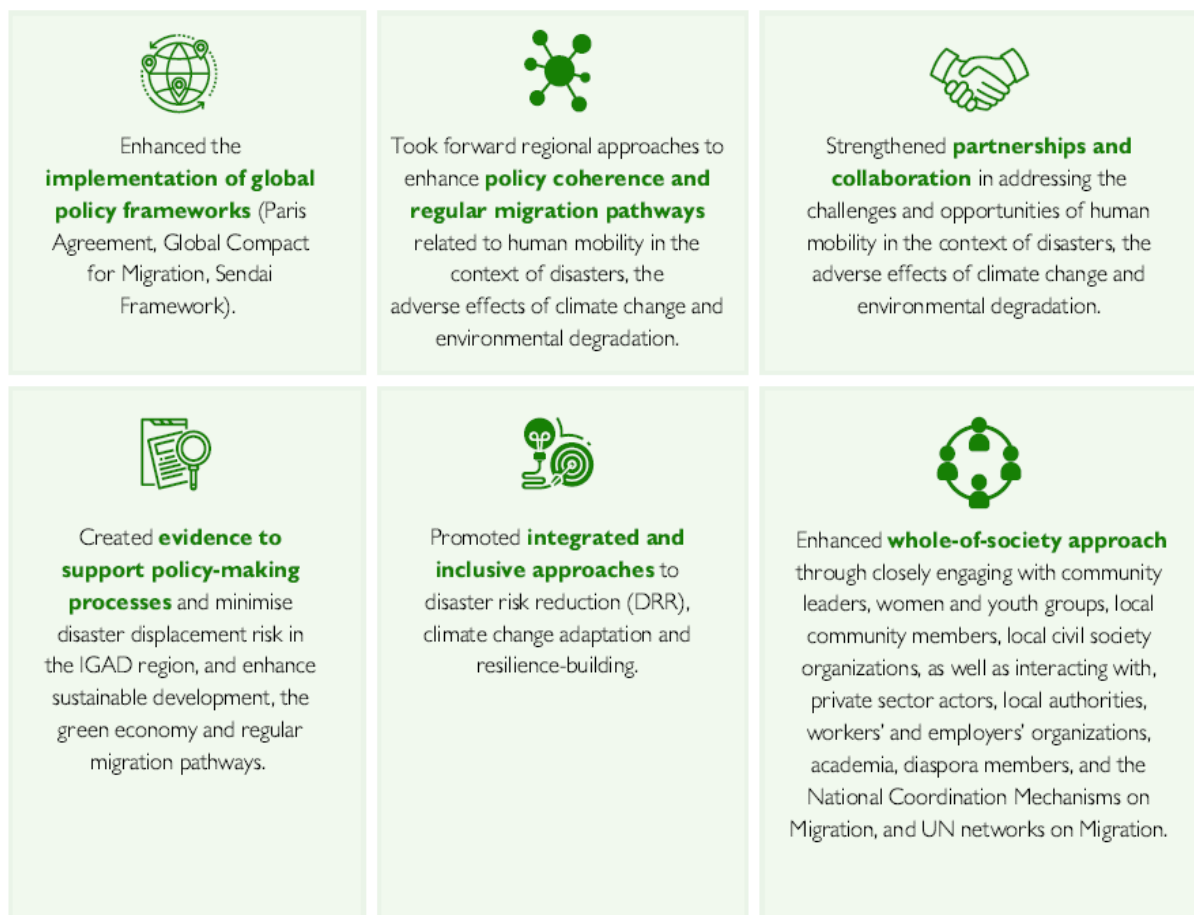 Enhanced the
implementation of global
policy frameworks (Paris
Agreement, Global Compact
for Migration, Sendai
Framework).
Took forward regional approaches to
enhance policy coherence and
regular migration pathways
related to human mobility in the
context of disasters, the
adverse effects of climate change and
environmental degradation.
Strengthened partnerships and
collaboration in addressing the
challenges and opportunities of human
mobility in the context of disasters, the
adverse effects of climate change and
environmental degradation.
Created evidence to
support policy-making
processes and minimise
disaster displacement risk in
the IGAD region, and enhance
sustainable development, the
green economy and regular
migration pathways.
Promoted integrated and
inclusive approaches to
disaster risk reduction (DRR),
climate change adaptation and
resilience-building.
Enhanced whole-of-society approach
through closely engaging with community
leaders, women and youth groups, local
community members, local civil society
organizations, as well as interacting with,
private sector actors, local authorities,
workers’ and employers’ organizations,
academia, diaspora members, and the
National Coordination Mechanisms on
Migration, and UN networks on Migration.